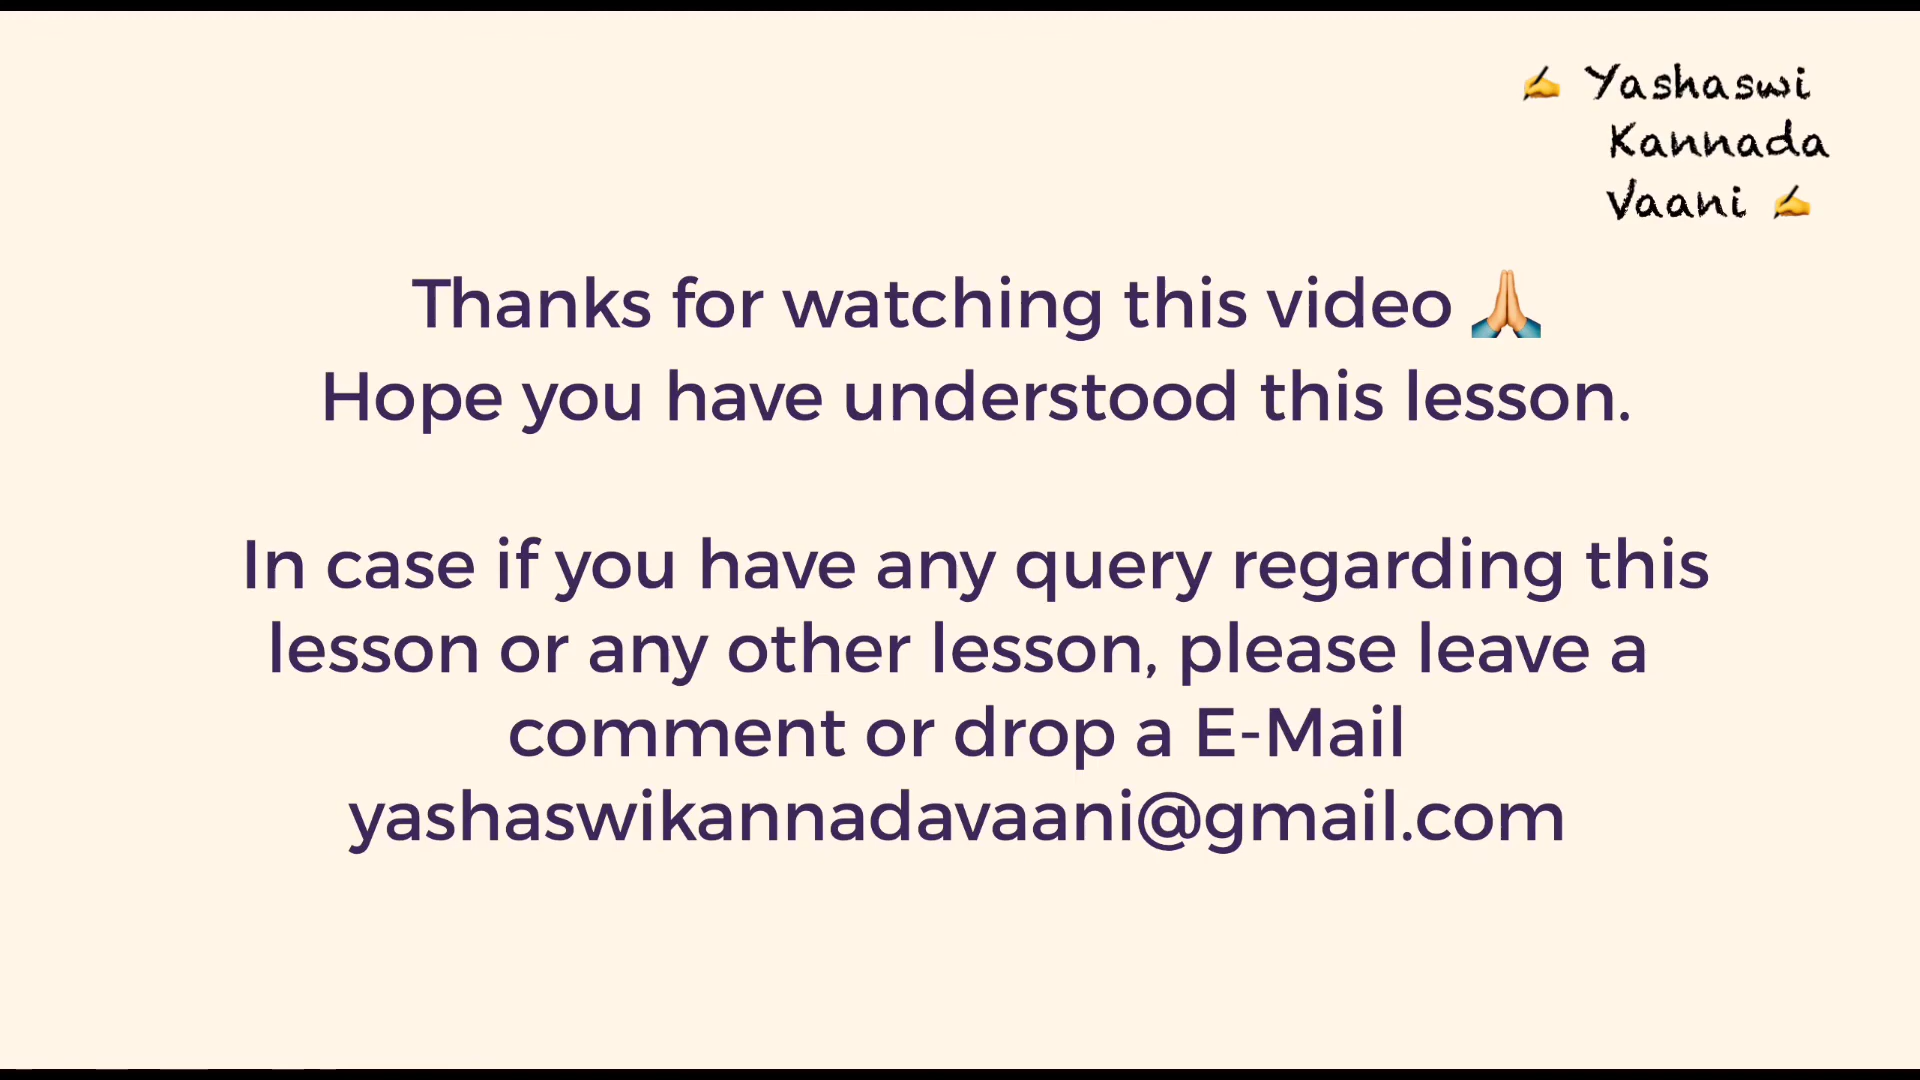 ✍️ Yashaswi
Kannada
Vaani ✍️
Thanks for watching this video 🙏
Hope you have understood this lesson.
In case if you have any query regarding this
lesson or any other lesson, please leave a
comment or drop a E-Mail
yashaswikannadavaani@gmail.com